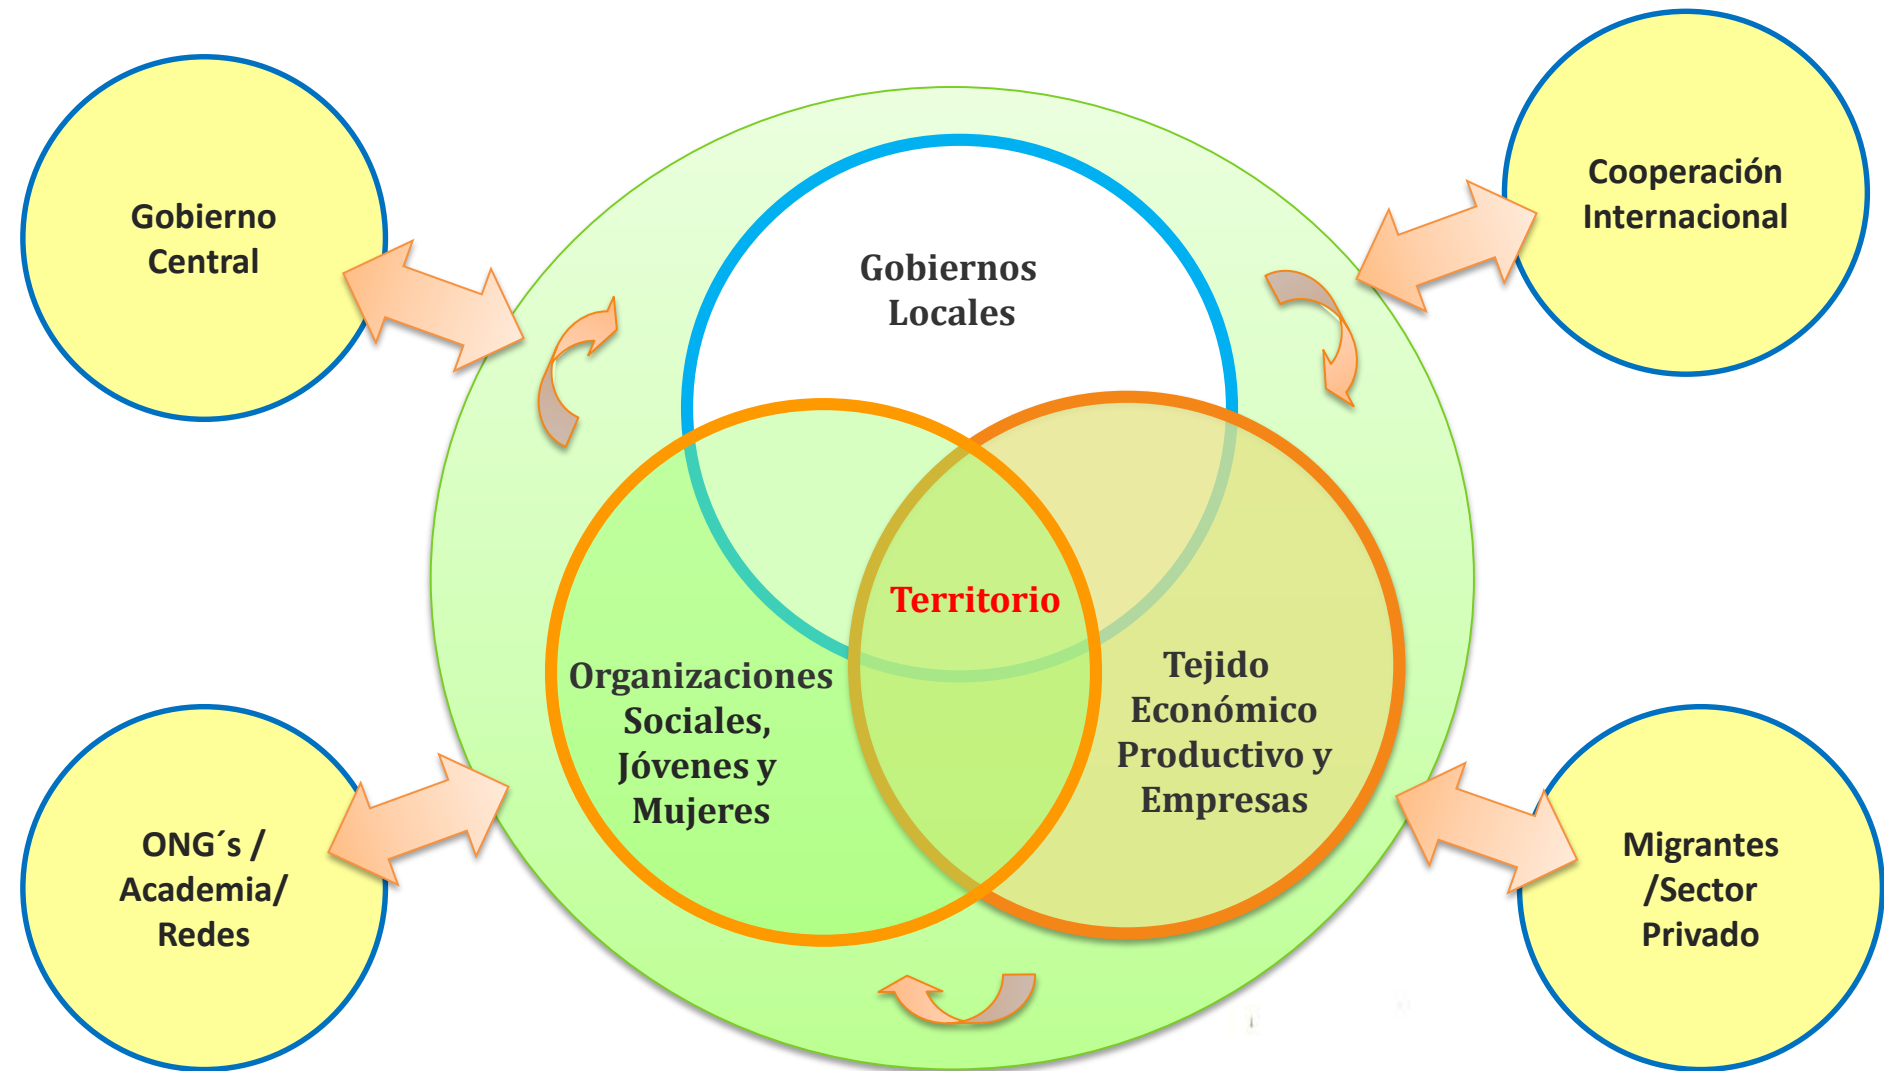 Gobierno
Central
Cooperación
Internacional
Gobiernos
Locales
Territorio
Organizaciones
Sociales,
Jóvenes y
Mujeres
Tejido
Económico
Productivo y
Empresas
ONG´s /
Academia/
Redes
Migrantes
/Sector
Privado